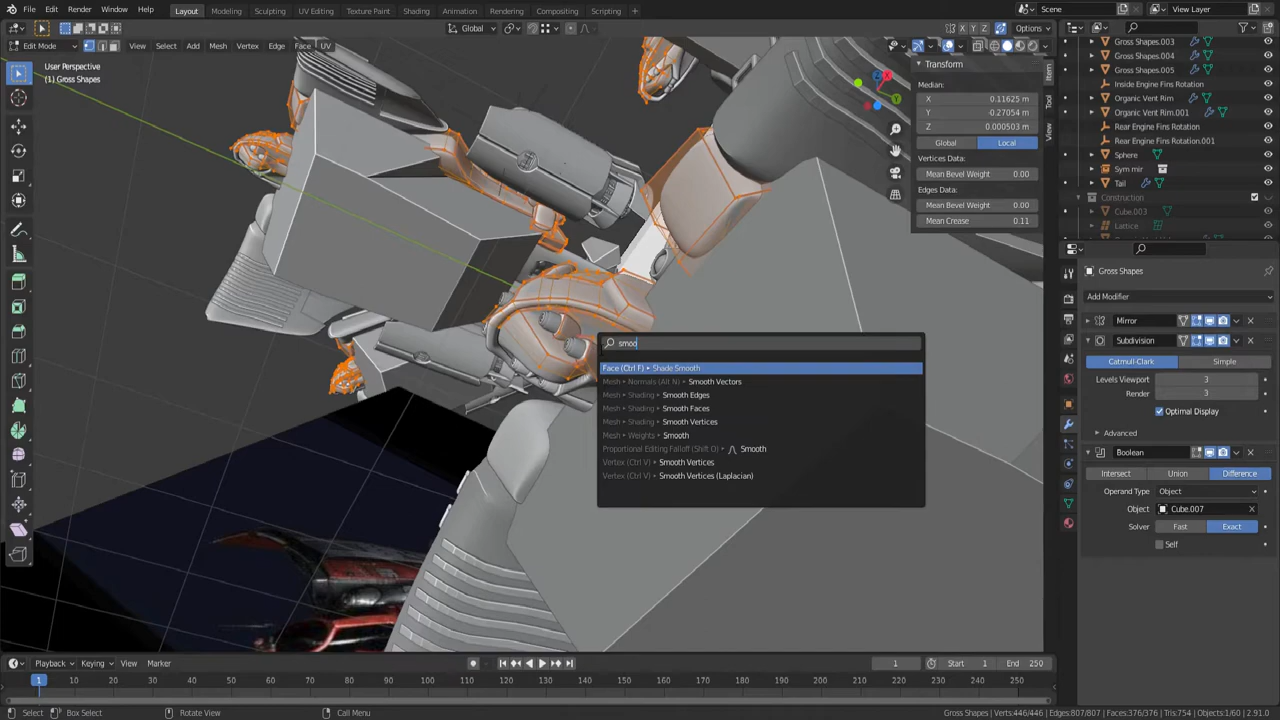 File Edit Render Window Help Layout Modeling Sculpting UV Editing Texture Paint Shading Animation Rendering Compositing Scripting + Scene View Layer
Global Options
Edit Mode View Select Add Mesh Vertex Edge Face UV
User Perspective
(1) Gross Shapes
Transform
Median:
X 0.11625 m
Y -0.27054 m
Z 0.000503 m
Global Local
Vertices Data:
Mean Bevel Weight 0.00
Edges Data:
Mean Bevel Weight 0.00
Mean Crease 0.11
Item
Tool
View
Gross Shapes.003
Gross Shapes.004
Gross Shapes.005
Inside Engine Fins Rotation
Organic Vent Rim
Organic Vent Rim.001
Rear Engine Fins Rotation
Rear Engine Fins Rotation.001
Sphere
Sym mir
Tail
Construction
Cube.003
Lattice
Gross Shapes
Add Modifier
Mirror
Subdivision
Catmull-Clark Simple
Levels Viewport 3
Render 3
Optimal Display
Advanced
Boolean
Intersect Union Difference
Operand Type Object
Object Cube.007
Solver Fast Exact
Self
smoo
Face (Ctrl F) ▸ Shade Smooth
Mesh ▸ Normals (Alt N) ▸ Smooth Vectors
Mesh ▸ Shading ▸ Smooth Edges
Mesh ▸ Shading ▸ Smooth Faces
Mesh ▸ Shading ▸ Smooth Vertices
Mesh ▸ Weights ▸ Smooth
Proportional Editing Falloff (Shift O) ▸ Smooth
Vertex (Ctrl V) ▸ Smooth Vertices
Vertex (Ctrl V) ▸ Smooth Vertices (Laplacian)
Playback Keying View Marker 1 Start 1 End 250
1 10 20 30 40 50 60 70 80 90 100 110 120 130 140 150 160 170 180 190 200 210 220 230 240 250
Select Box Select Rotate View Call Menu Gross Shapes | Verts:446/446 | Edges:807/807 | Faces:376/376 | Tris:754 | Objects:1/60 | 2.91.0